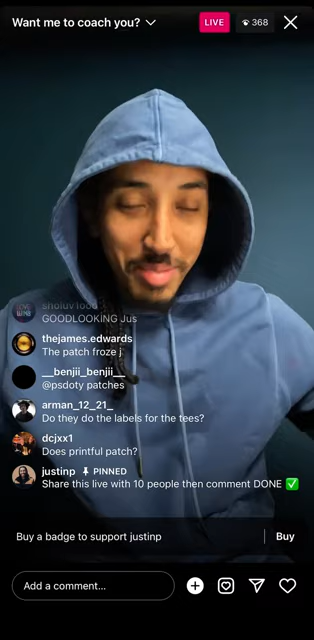 Want me to coach you?
LIVE
368
GOODLOOKING Jus
thejames.edwards
The patch froze j
__benjii_benjii__
@psdoty patches
arman_12_21_
Do they do the labels for the tees?
dcjxx1
Does printful patch?
justinp PINNED
Share this live with 10 people then comment DONE ✅
Buy a badge to support justinp
Buy
Add a comment...